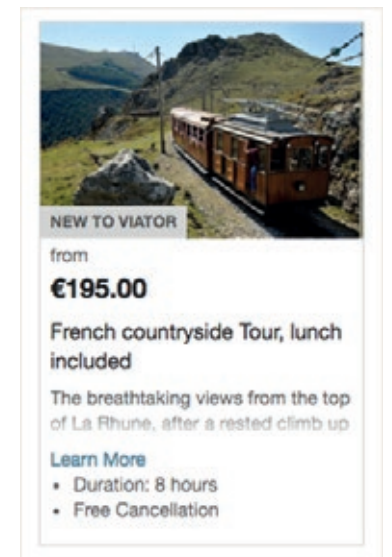 NEW TO VIATOR
from
€195.00
French countryside Tour, lunch
included
The breathtaking views from the top
of La Rhune, after a rested climb up
Learn More
• Duration: 8 hours
• Free Cancellation